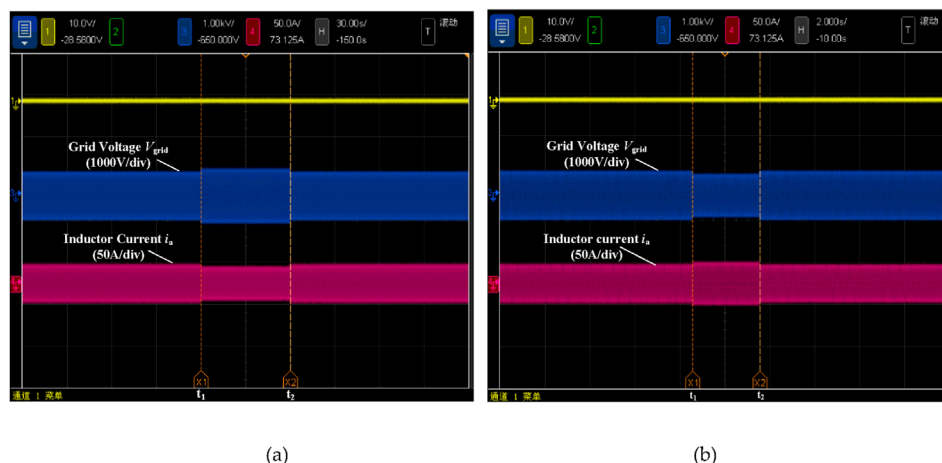 1 10.0V/ -28.5800V 2 3 1.00kV/ -650.000V 4 50.0A/ 73.125A H 30.00s/ -150.0s T 滚动
Grid Voltage Vgrid
(1000V/div)
Inductor Current ia
(50A/div)
X1 X2
通道 1 菜单
t1 t2
(a)
1 10.0V/ -28.5800V 2 3 1.00kV/ -650.000V 4 50.0A/ 73.125A H 2.000s/ -10.00s T 滚动
Grid Voltage Vgrid
(1000V/div)
Inductor current ia
(50A/div)
X1 X2
通道 1 菜单
t1 t2
(b)